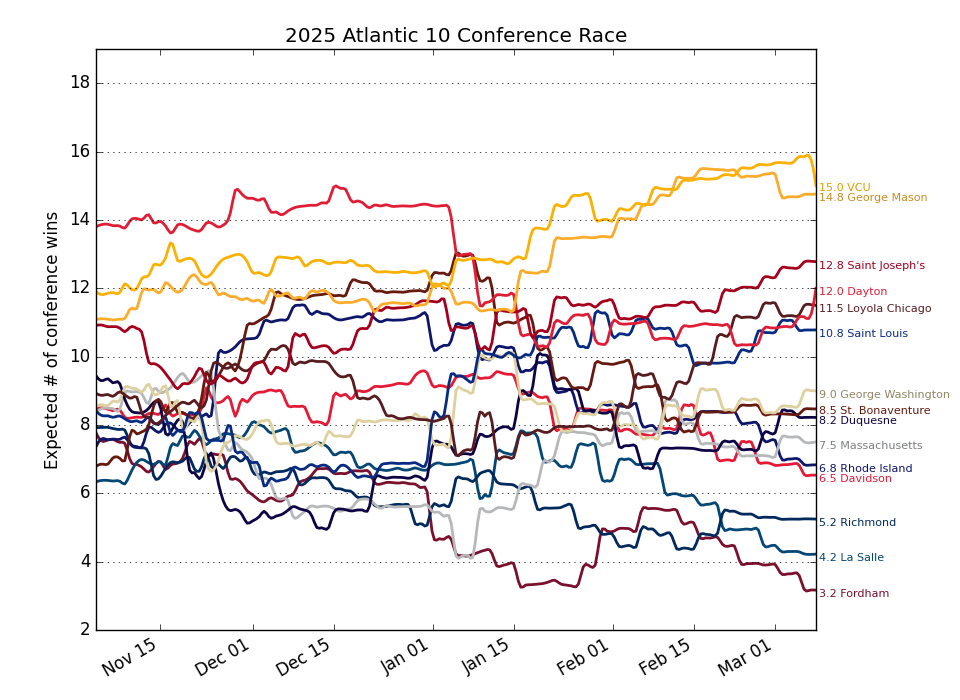 2025 Atlantic 10 Conference Race
Expected # of conference wins
18
16
14
12
10
8
6
4
2
Nov 15
Dec 01
Dec 15
Jan 01
Jan 15
Feb 01
Feb 15
Mar 01
15.0 VCU
14.8 George Mason
12.8 Saint Joseph's
12.0 Dayton
11.5 Loyola Chicago
10.8 Saint Louis
9.0 George Washington
8.5 St. Bonaventure
8.2 Duquesne
7.5 Massachusetts
6.8 Rhode Island
6.5 Davidson
5.2 Richmond
4.2 La Salle
3.2 Fordham